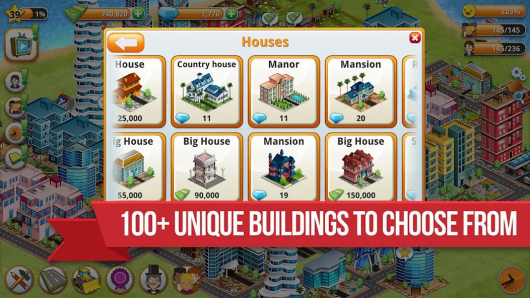 39 1% 740,820 1,776 203%
Houses
145/145
145/236
House Country house Manor Mansion
25,000 11 11 20
Big House Big House Mansion Big House
55,000 90,000 19 150,000
100+ UNIQUE BUILDINGS TO CHOOSE FROM